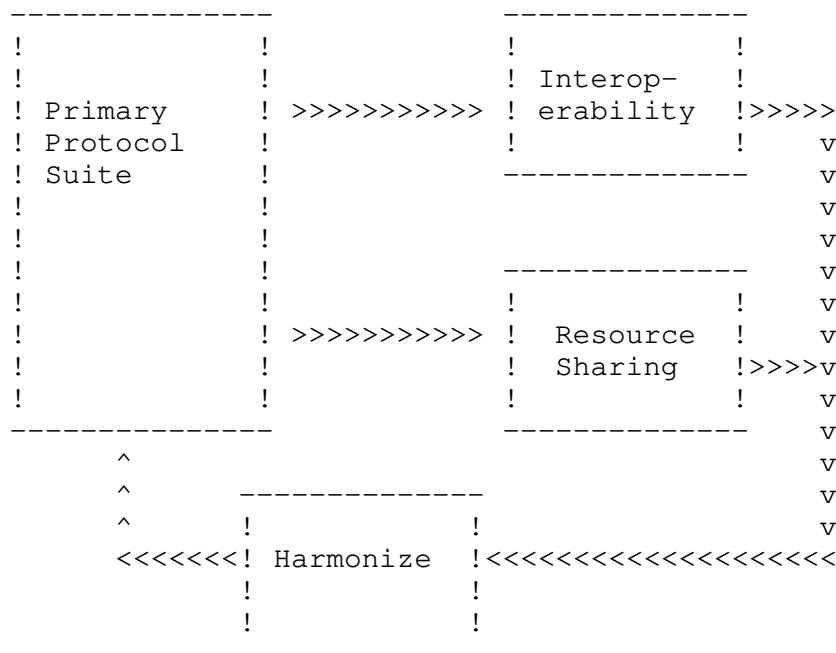 ---------------                --------------
!              !              !             !
!              !              ! Interop-    !
! Primary      ! >>>>>>>>>>> ! erability   !>>>>>
! Protocol     !              !             !    v
! Suite        !              --------------     v
!              !                                 v
!              !                                 v
!              !              --------------     v
!              !              !             !    v
!              ! >>>>>>>>>>> !  Resource   !    v
!              !              !  Sharing    !>>>>v
!              !              !             !    v
---------------                --------------    v
      ^                                          v
      ^       --------------                     v
      ^       !            !                     v
      <<<<<<<! Harmonize  !<<<<<<<<<<<<<<<<<<<<
              !            !
              !            !